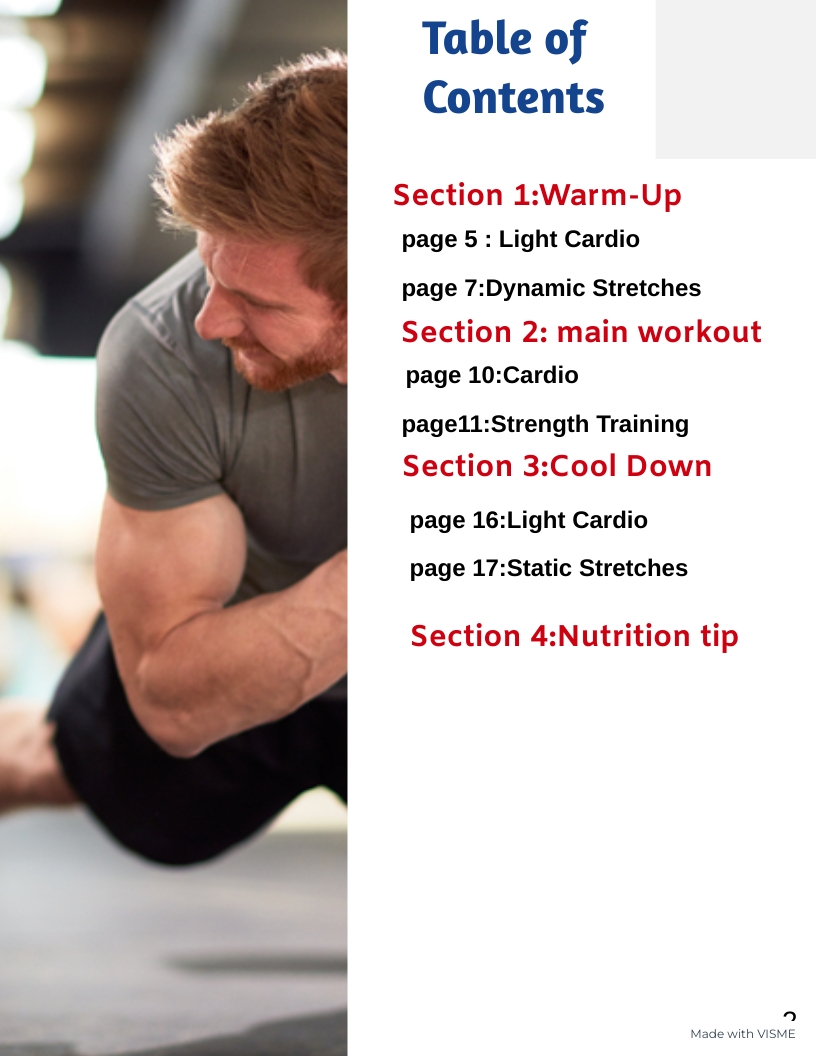 Table of
Contents
Section 1:Warm-Up
page 5 : Light Cardio
page 7:Dynamic Stretches
Section 2: main workout
page 10:Cardio
page11:Strength Training
Section 3:Cool Down
page 16:Light Cardio
page 17:Static Stretches
Section 4:Nutrition tip
Made with VISME